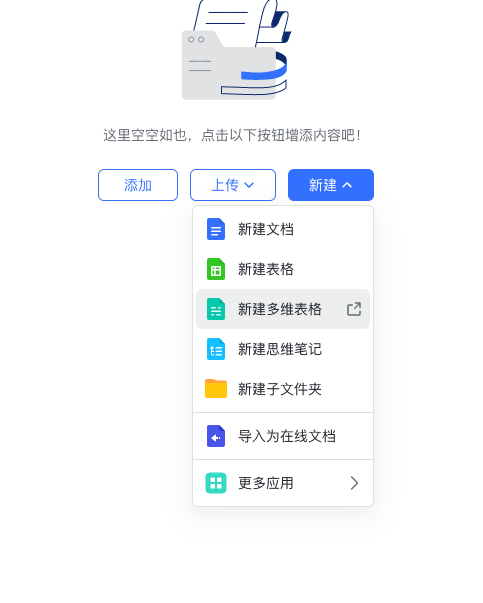 这里空空如也，点击以下按钮增添内容吧！
添加
上传
新建
新建文档
新建表格
新建多维表格
新建思维笔记
新建子文件夹
导入为在线文档
更多应用